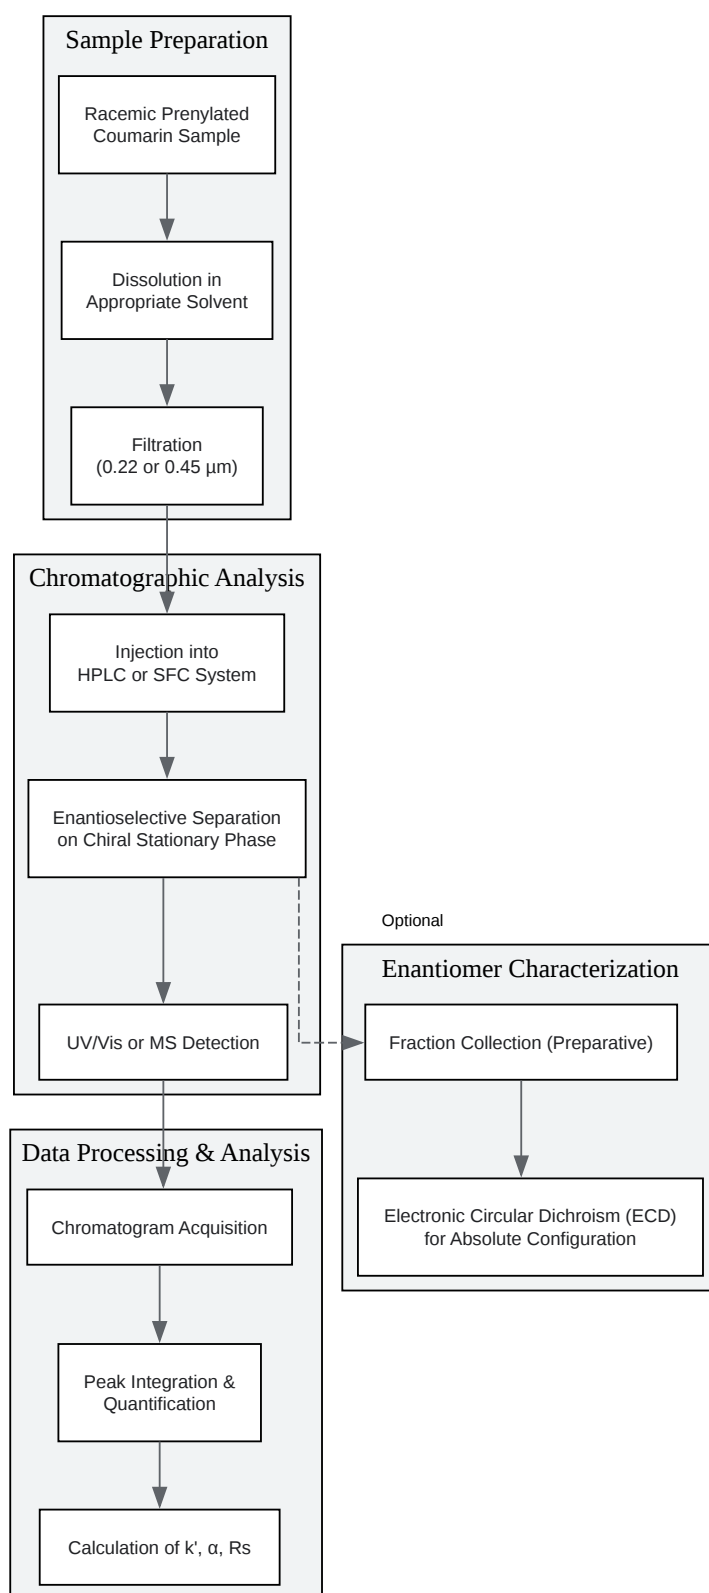 Sample Preparation
Racemic Prenylated
Coumarin Sample
Dissolution in
Appropriate Solvent
Filtration
(0.22 or 0.45 µm)
Chromatographic Analysis
Injection into
HPLC or SFC System
Enantioselective Separation
on Chiral Stationary Phase
UV/Vis or MS Detection
Optional
Enantiomer Characterization
Fraction Collection (Preparative)
Electronic Circular Dichroism (ECD)
for Absolute Configuration
Data Processing & Analysis
Chromatogram Acquisition
Peak Integration &
Quantification
Calculation of k', α, Rs